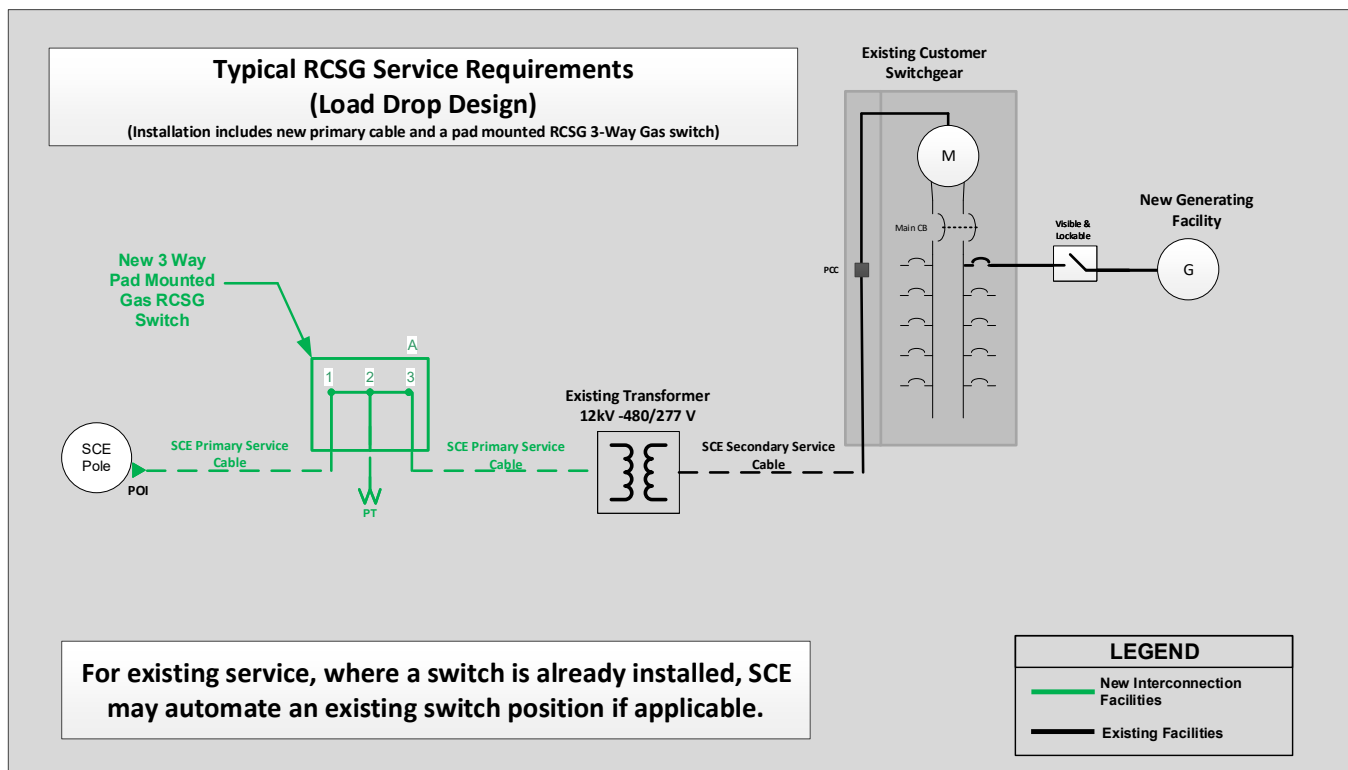 Typical RCSG Service Requirements
(Load Drop Design)
(Installation includes new primary cable and a pad mounted RCSG 3-Way Gas switch)
Existing Customer
Switchgear
M
Main CB
PCC
Visible &
Lockable
New Generating
Facility
G
New 3 Way
Pad Mounted
Gas RCSG
Switch
A
1 2 3
SCE
Pole
POI
SCE Primary Service
Cable
PT
SCE Primary Service
Cable
Existing Transformer
12kV -480/277 V
SCE Secondary Service
Cable
For existing service, where a switch is already installed, SCE
may automate an existing switch position if applicable.
LEGEND
New Interconnection
Facilities
Existing Facilities